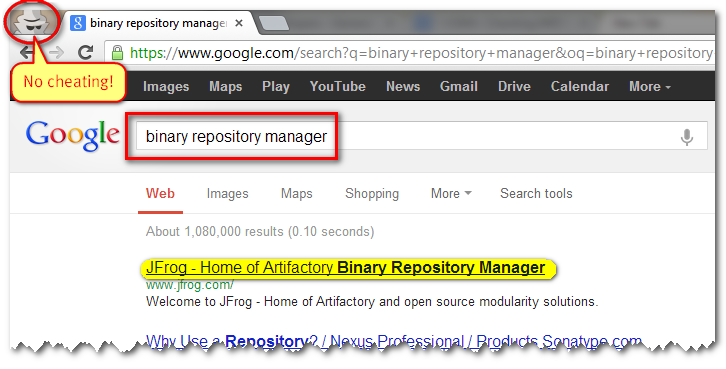 binary repository manager
https://www.google.com/search?q=binary+repository+manager&oq=binary+repository
No cheating!
Images Maps Play YouTube News Gmail Drive Calendar More
Google
binary repository manager
Web Images Maps Shopping More Search tools
About 1,080,000 results (0.10 seconds)
JFrog - Home of Artifactory Binary Repository Manager
www.jfrog.com/
Welcome to JFrog - Home of Artifactory and open source modularity solutions.
Why Use a Repository? / Nexus Professional / Products Sonatype.com